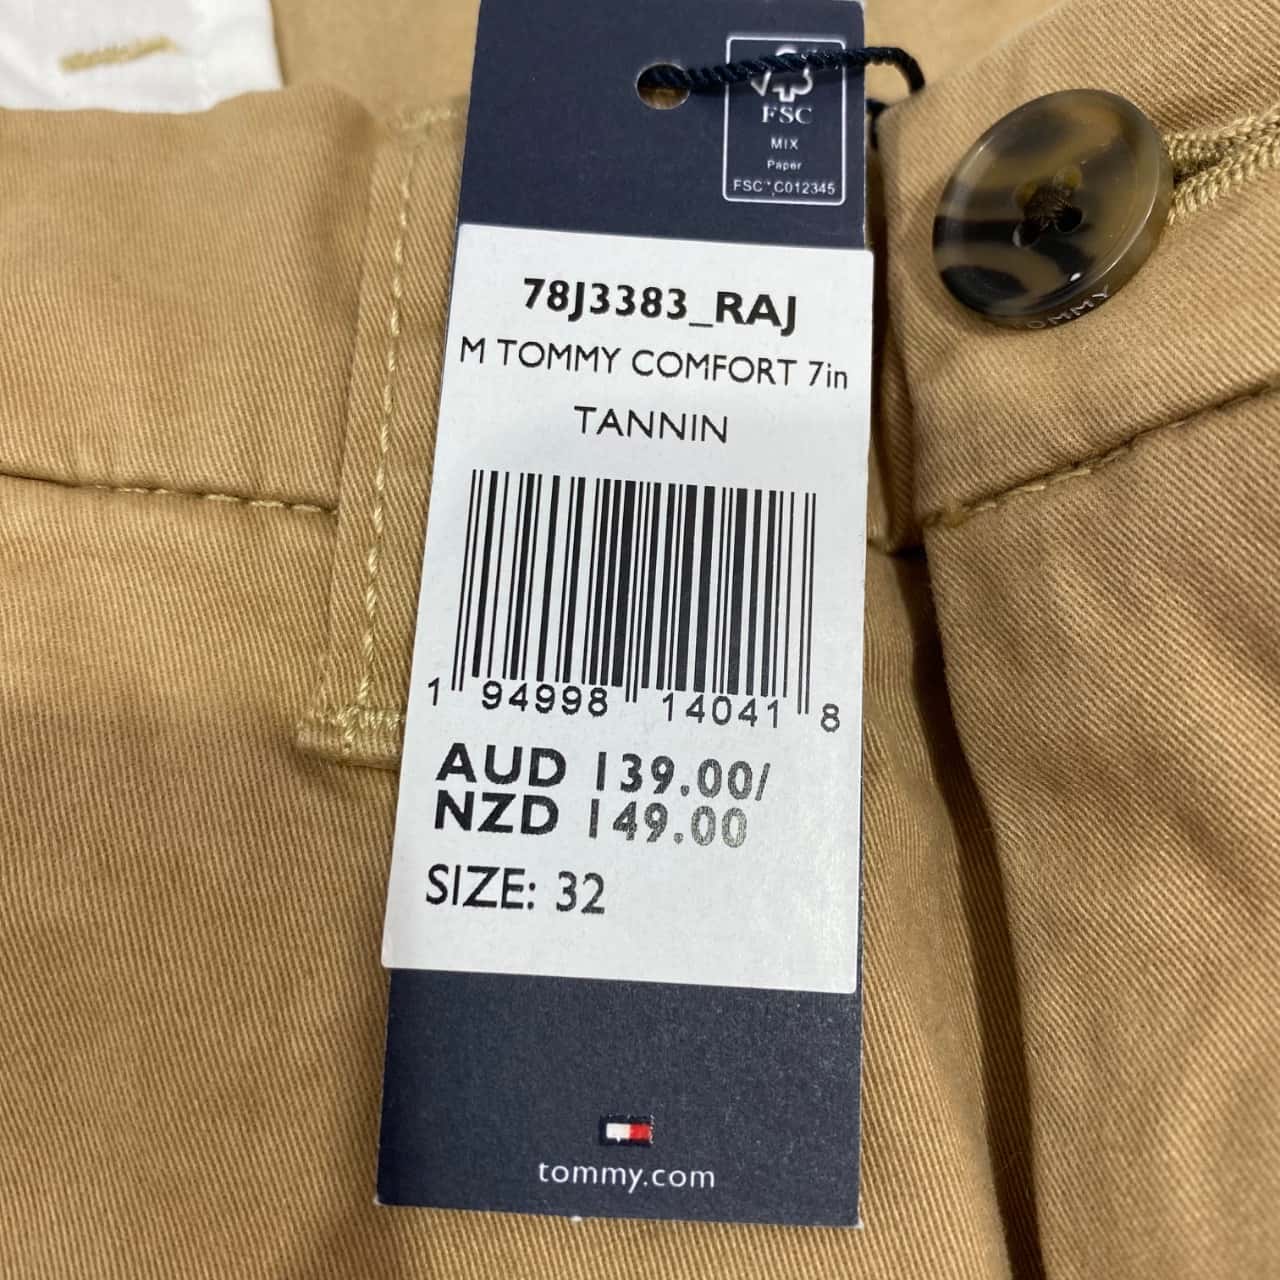 FSC
MIX
Paper
FSC® C012345
78J3383_RAJ
M TOMMY COMFORT 7in
TANNIN
1 94998 14041 8
AUD 139.00/
NZD 149.00
SIZE: 32
tommy.com
OMMY